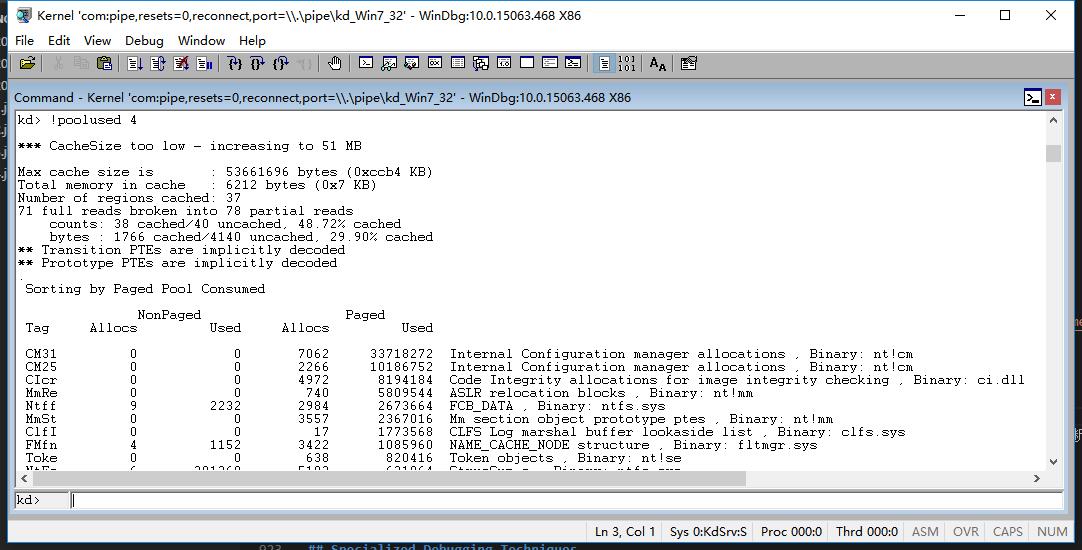 Kernel 'com:pipe,resets=0,reconnect,port=\\.\pipe\kd_Win7_32' - WinDbg:10.0.15063.468 X86
File Edit View Debug Window Help
Command - Kernel 'com:pipe,resets=0,reconnect,port=\\.\pipe\kd_Win7_32' - WinDbg:10.0.15063.468 X86
kd> !poolused 4
*** CacheSize too low - increasing to 51 MB
Max cache size is       : 53661696 bytes (0xccb4 KB)
Total memory in cache   : 6212 bytes (0x7 KB)
Number of regions cached: 37
71 full reads broken into 78 partial reads
    counts: 38 cached/40 uncached, 48.72% cached
    bytes : 1766 cached/4140 uncached, 29.90% cached
** Transition PTEs are implicitly decoded
** Prototype PTEs are implicitly decoded
.
Sorting by Paged Pool Consumed
NonPaged Paged
Tag Allocs Used Allocs Used
CM31 0 0 7062 33718272 Internal Configuration manager allocations , Binary: nt!cm
CM25 0 0 2266 10186752 Internal Configuration manager allocations , Binary: nt!cm
CIcr 0 0 4972 8194184 Code Integrity allocations for image integrity checking , Binary: ci.dll
MmRe 0 0 740 5809544 ASLR relocation blocks , Binary: nt!mm
Ntff 9 2232 2984 2673664 FCB_DATA , Binary: ntfs.sys
MmSt 0 0 3557 2367016 Mm section object prototype ptes , Binary: nt!mm
ClfI 0 0 17 1773568 CLFS Log marshal buffer lookaside list , Binary: clfs.sys
FMfn 4 1152 3422 1085960 NAME_CACHE_NODE structure , Binary: fltmgr.sys
Toke 0 0 638 820416 Token objects , Binary: nt!se
kd>
Ln 3, Col 1 Sys 0:KdSrv:S Proc 000:0 Thrd 000:0 ASM OVR CAPS NUM
## Specialized Debugging Techniques